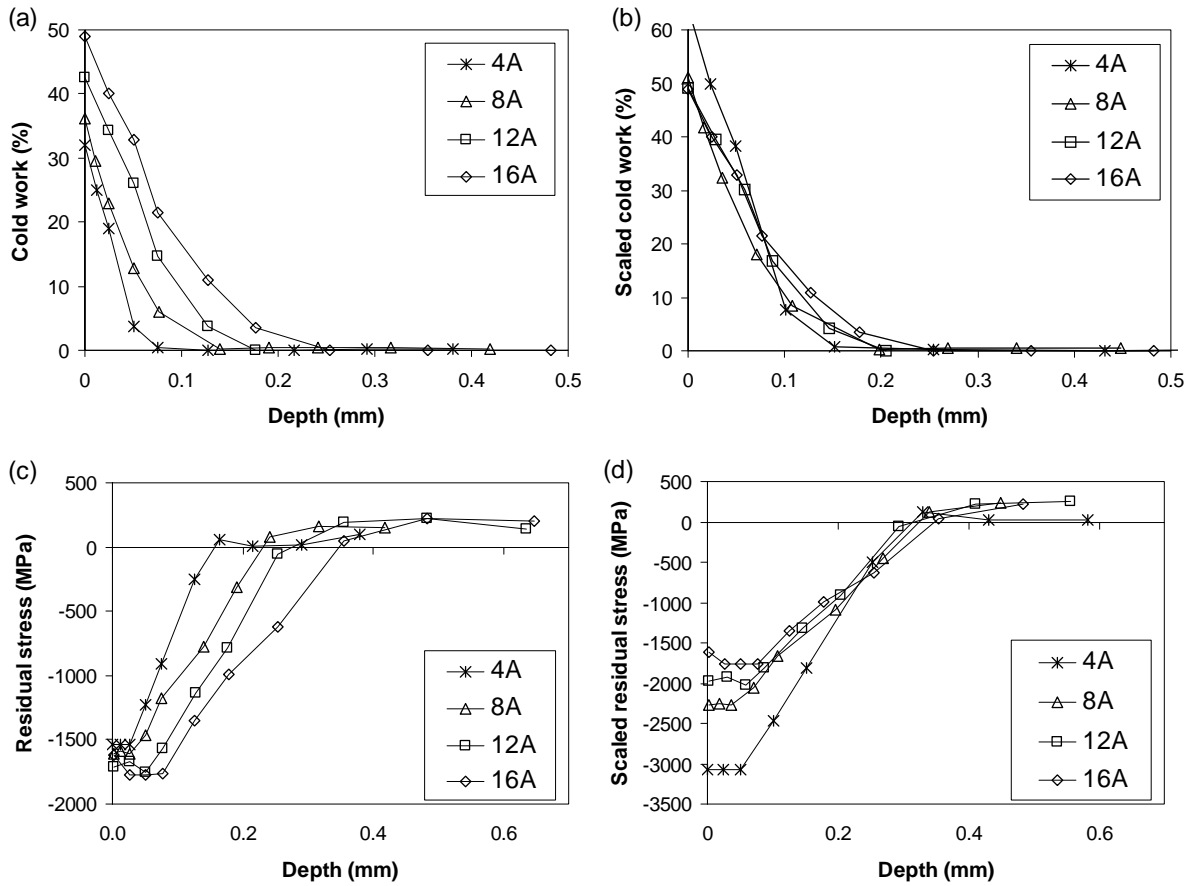 (a)
50
40
30
20
10
0
Cold work (%)
4A
8A
12A
16A
0 0.1 0.2 0.3 0.4 0.5
Depth (mm)
(b)
60
50
40
30
20
10
0
Scaled cold work (%)
4A
8A
12A
16A
0 0.1 0.2 0.3 0.4 0.5
Depth (mm)
(c)
500
0
-500
-1000
-1500
-2000
Residual stress (MPa)
4A
8A
12A
16A
0.0 0.2 0.4 0.6
Depth (mm)
(d)
500
0
-500
-1000
-1500
-2000
-2500
-3000
-3500
Scaled residual stress (MPa)
4A
8A
12A
16A
0 0.2 0.4 0.6
Depth (mm)